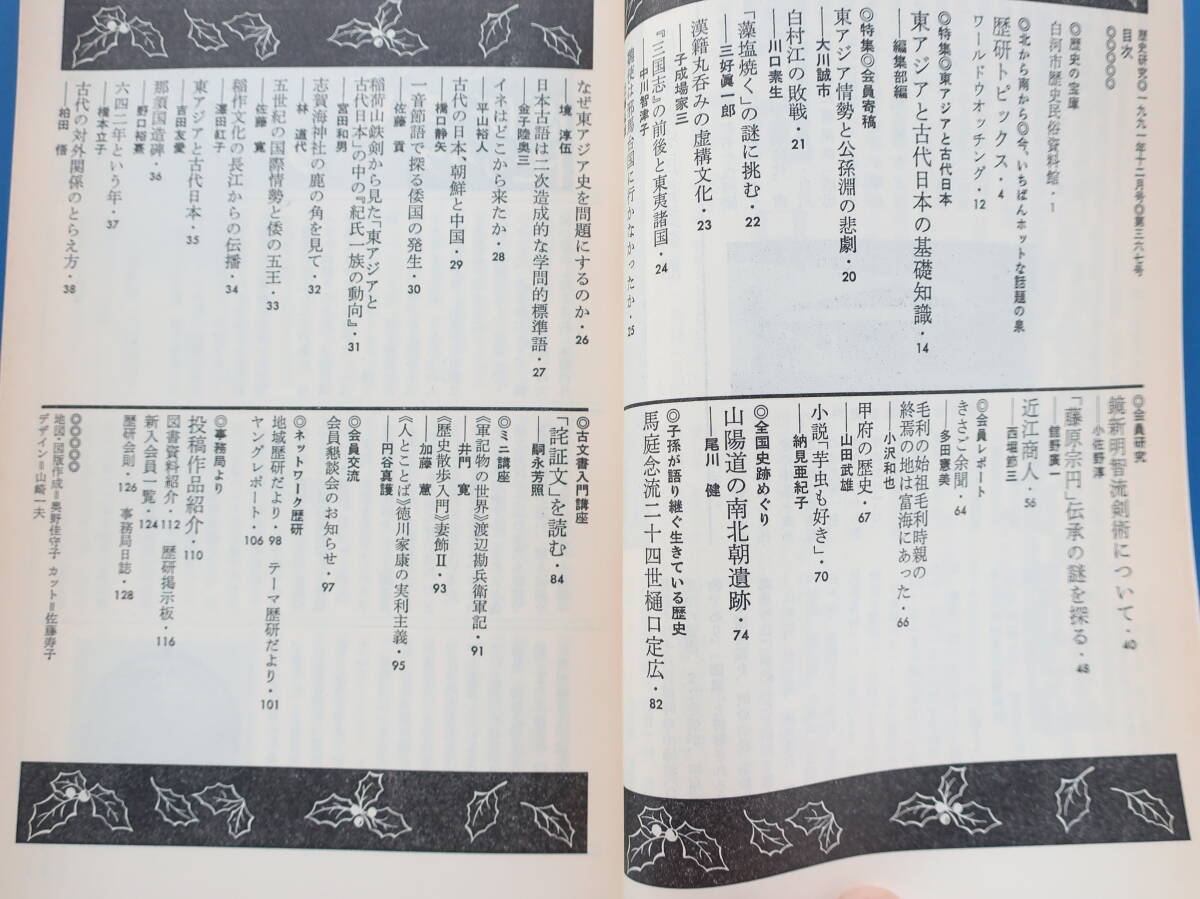 歴史研究◎一九九一年十二月号◎第三六七号
目次
◎◎◎◎◎
◎歴史の宝庫
白河市歴史民俗資料館・1
◎北から南から◎今、いちばんホットな話題の泉
歴研トピックス・4
ワールドウオッチング・12
◎特集◎東アジアと古代日本
東アジアと古代日本の基礎知識・14
編集部編
◎特集◎会員寄稿
東アジア情勢と公孫淵の悲劇・20
大川誠市
白村江の敗戦・21
川口素生
「藻塩焼く」の謎に挑む・22
三好眞一郎
漢籍丸呑みの虚構文化・23
子成場家三
『三国志』の前後と東夷諸国・24
中川智津子
に行かなかったか・25
◎会員研究
鏡新明智流剣術について・40
小佐野淳
「藤原宗円」伝承の謎を探る・48
舘野廣一
近江商人・56
西堀節三
◎会員レポート
きさご余聞・64
多田憲美
毛利の始祖毛利時親の
終焉の地は富海にあった・66
小沢和也
甲府の歴史・67
山田武雄
小説「芋虫も好き」・70
納見亜紀子
◎全国史跡めぐり
山陽道の南北朝遺跡・74
尾川 健
◎子孫が語り継ぐ生きている歴史
馬庭念流二十四世樋口定広・82
なぜ東アジア史を問題にするのか・26
境 淳伍
日本古語は二次造成的な学問的標準語・27
金子陸奥三
イネはどこから来たか・28
平山裕人
古代の日本、朝鮮と中国・29
橋口静矢
一音節語で探る倭国の発生・30
佐藤 貢
稲荷山鉄剣から見た「東アジアと
古代日本」の中の『紀氏一族の動向』・31
宮田和男
志賀海神社の鹿の角を見て・32
林 道代
五世紀の国際情勢と倭の五王・33
佐藤 寛
稲作文化の長江からの伝播・34
澤田紅子
東アジアと古代日本・35
吉田友愛
那須国造碑・36
野口裕嘉
六四二年という年・37
橋本立子
古代の対外関係のとらえ方・38
柏田 悟
◎古文書入門講座
「詫証文」を読む・84
嗣永芳照
◎ミニ講座
《軍記物の世界》渡辺勘兵衛軍記・91
井門 寛
《歴史散歩入門》妻飾Ⅱ・93
加藤 蕙
《人とことば》徳川家康の実利主義・95
円谷真護
◎会員交流
会員懇談会のお知らせ・97
◎ネットワーク歴研
地域歴研だより・98 テーマ歴研だより・101
ヤングレポート・106
◎事務局より
投稿作品紹介・110
図書資料紹介・112 歴研掲示板・116
新入会員一覧・124
歴研会則・126 事務局日誌・128
◎◎◎◎◎
地図・図版作成=奥野佳守子 カット=佐藤寿子
デザイン=山崎一夫